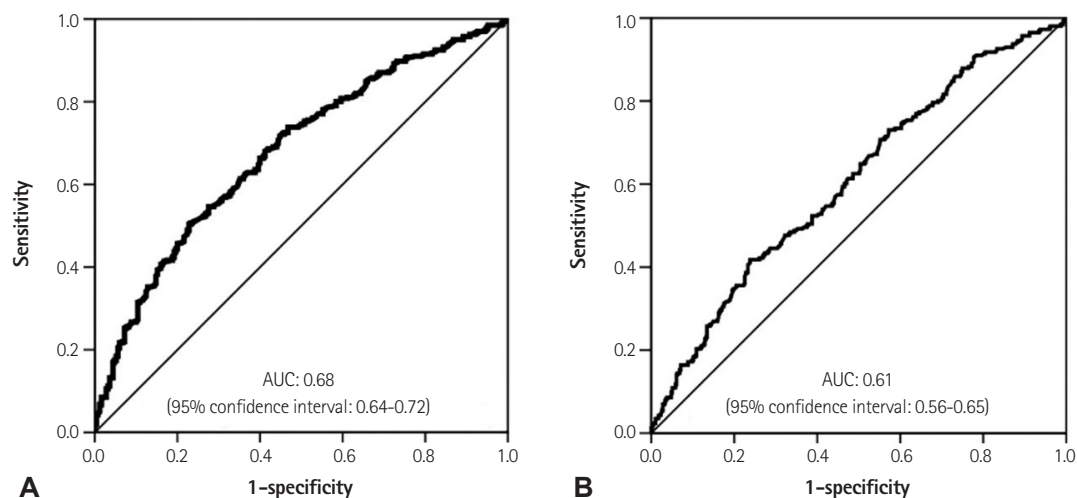 1.0
0.8
0.6
0.4
0.2
0.0
Sensitivity
AUC: 0.68
(95% confidence interval: 0.64-0.72)
0.0 0.2 0.4 0.6 0.8 1.0
1-specificity
A
1.0
0.8
0.6
0.4
0.2
0.0
Sensitivity
AUC: 0.61
(95% confidence interval: 0.56-0.65)
0.0 0.2 0.4 0.6 0.8 1.0
1-specificity
B